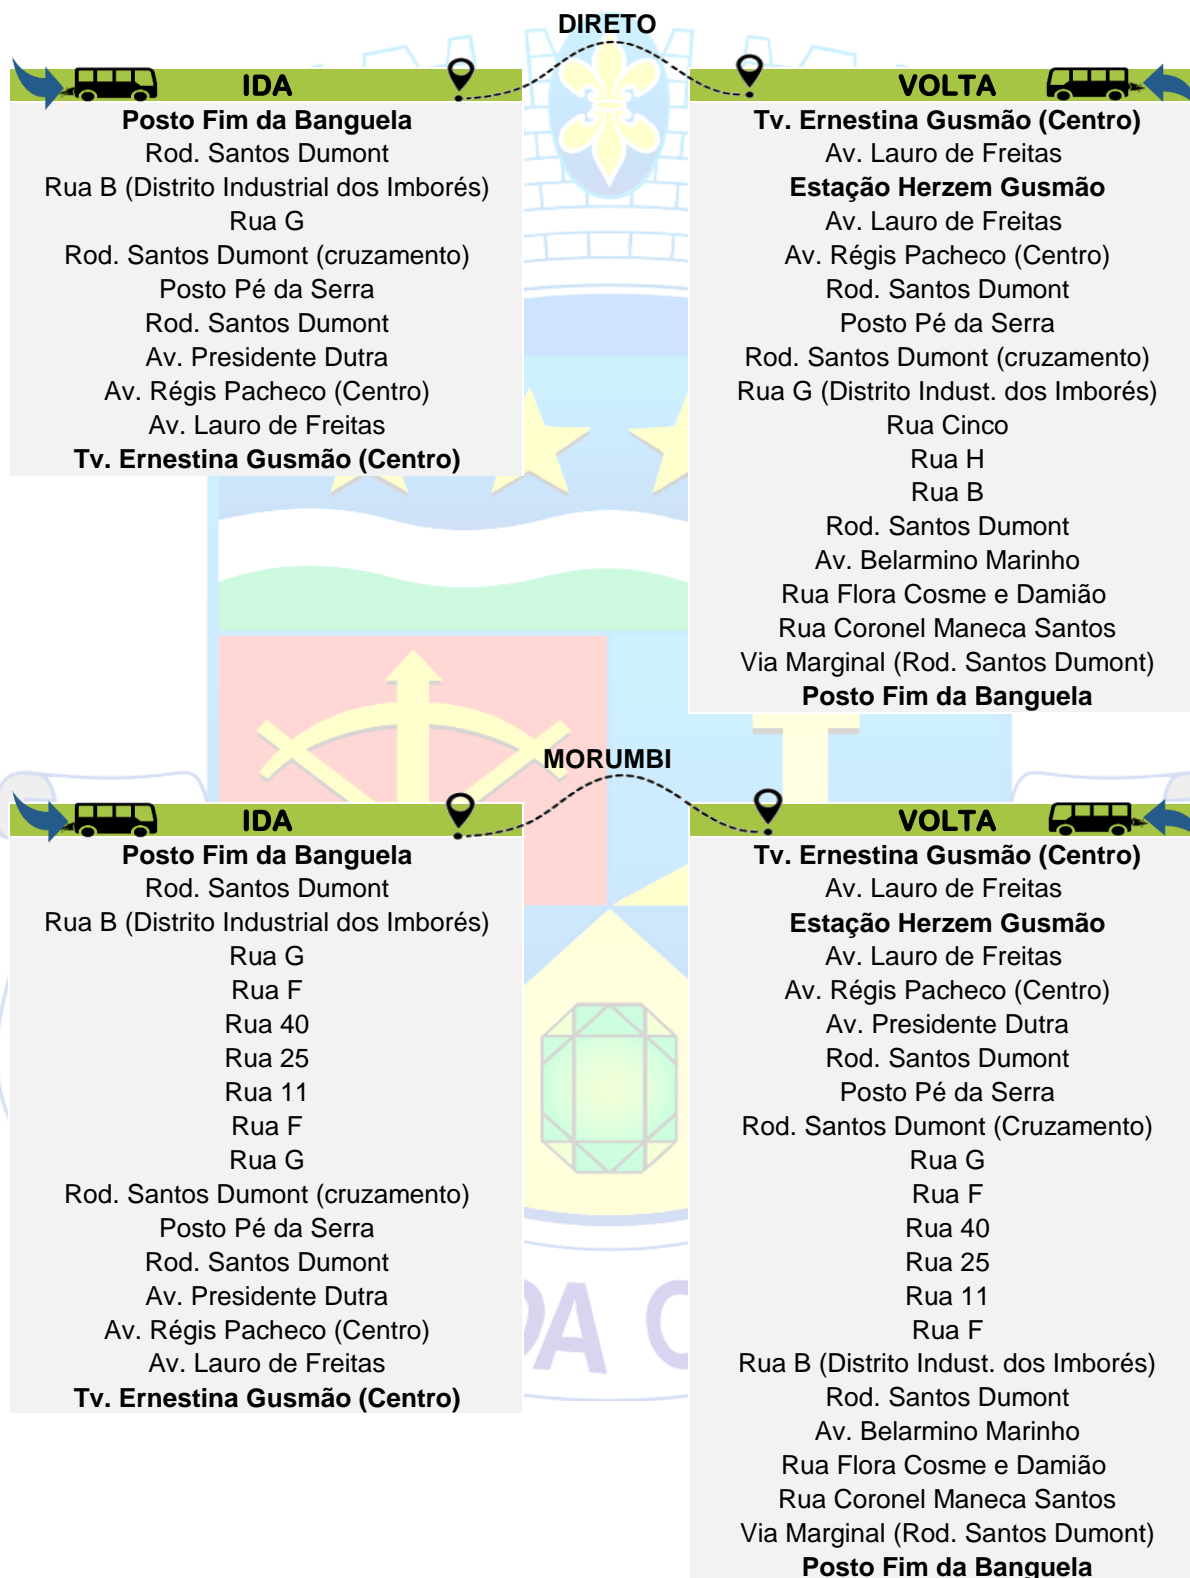 DIRETO
IDA
Posto Fim da Banguela
Rod. Santos Dumont
Rua B (Distrito Industrial dos Imborés)
Rua G
Rod. Santos Dumont (cruzamento)
Posto Pé da Serra
Rod. Santos Dumont
Av. Presidente Dutra
Av. Régis Pacheco (Centro)
Av. Lauro de Freitas
Tv. Ernestina Gusmão (Centro)
VOLTA
Tv. Ernestina Gusmão (Centro)
Av. Lauro de Freitas
Estação Herzem Gusmão
Av. Lauro de Freitas
Av. Régis Pacheco (Centro)
Rod. Santos Dumont
Posto Pé da Serra
Rod. Santos Dumont (cruzamento)
Rua G (Distrito Indust. dos Imborés)
Rua Cinco
Rua H
Rua B
Rod. Santos Dumont
Av. Belarmino Marinho
Rua Flora Cosme e Damião
Rua Coronel Maneca Santos
Via Marginal (Rod. Santos Dumont)
Posto Fim da Banguela
MORUMBI
IDA
Posto Fim da Banguela
Rod. Santos Dumont
Rua B (Distrito Industrial dos Imborés)
Rua G
Rua F
Rua 40
Rua 25
Rua 11
Rua F
Rua G
Rod. Santos Dumont (cruzamento)
Posto Pé da Serra
Rod. Santos Dumont
Av. Presidente Dutra
Av. Régis Pacheco (Centro)
Av. Lauro de Freitas
Tv. Ernestina Gusmão (Centro)
VOLTA
Tv. Ernestina Gusmão (Centro)
Av. Lauro de Freitas
Estação Herzem Gusmão
Av. Lauro de Freitas
Av. Régis Pacheco (Centro)
Av. Presidente Dutra
Rod. Santos Dumont
Posto Pé da Serra
Rod. Santos Dumont (Cruzamento)
Rua G
Rua F
Rua 40
Rua 25
Rua 11
Rua F
Rua B (Distrito Indust. dos Imborés)
Rod. Santos Dumont
Av. Belarmino Marinho
Rua Flora Cosme e Damião
Rua Coronel Maneca Santos
Via Marginal (Rod. Santos Dumont)
Posto Fim da Banguela